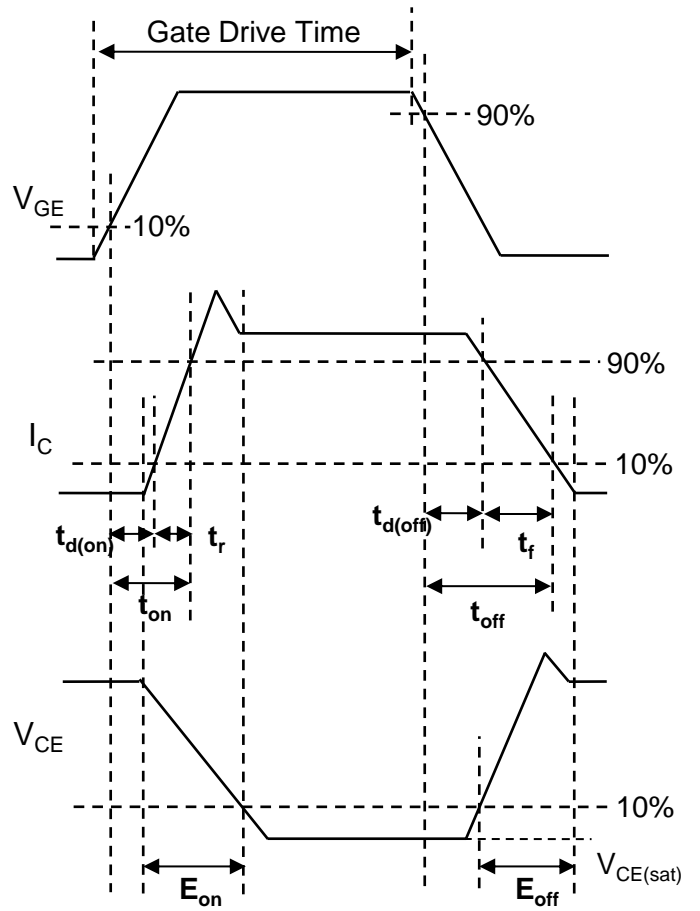 Gate Drive Time
90%
V_GE
10%
90%
I_C
10%
t_d(on)
t_r
t_d(off)
t_f
t_on
t_off
V_CE
10%
V_CE(sat)
E_on
E_off